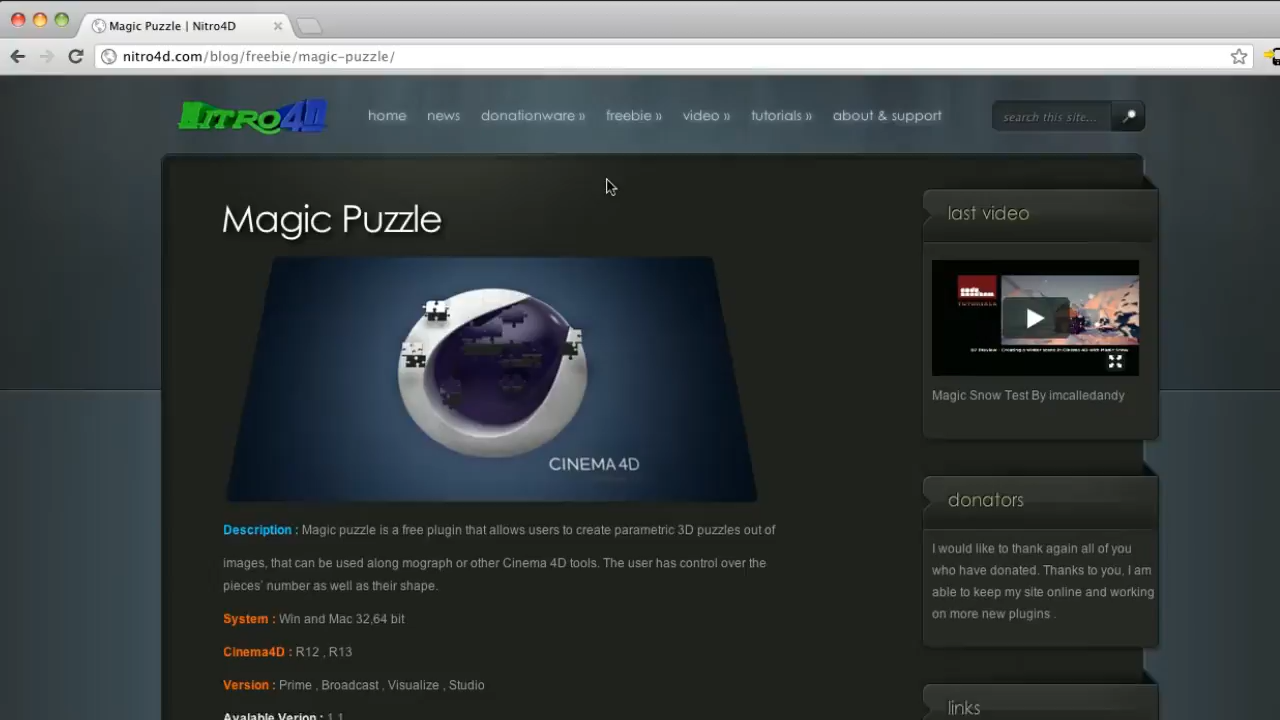 Magic Puzzle | Nitro4D
nitro4d.com/blog/freebie/magic-puzzle/
NITRO4D
home news donationware » freebie » video » tutorials » about & support
search this site...
Magic Puzzle
CINEMA 4D
Description : Magic puzzle is a free plugin that allows users to create parametric 3D puzzles out of
images, that can be used along mograph or other Cinema 4D tools. The user has control over the
pieces' number as well as their shape.
System : Win and Mac 32,64 bit
Cinema4D : R12 , R13
Version : Prime , Broadcast , Visualize , Studio
Avalable Verion : 1.1
last video
TUTORIALS
Magic Snow Test By imcalledandy
donators
I would like to thank again all of you
who have donated. Thanks to you, I am
able to keep my site online and working
on more new plugins .
links